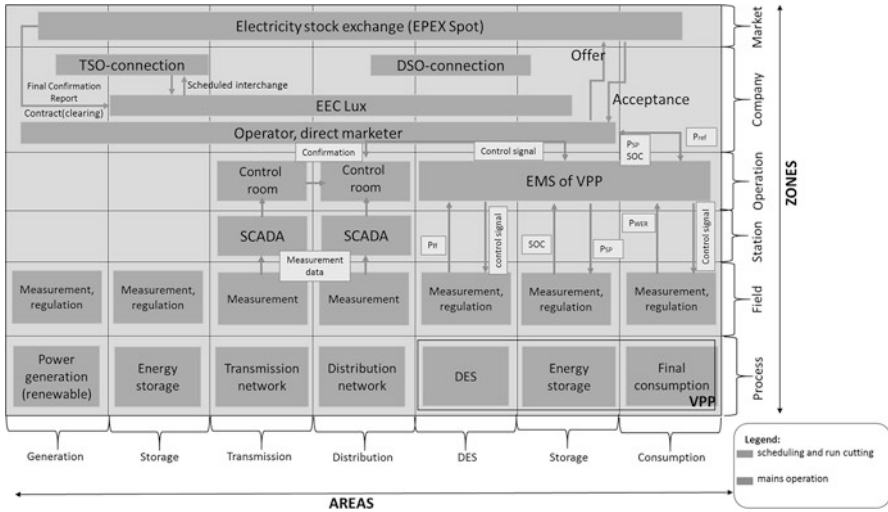 Electricity stock exchange (EPEX Spot)
Market
TSO-connection
DSO-connection
Offer
Final Confirmation
Report
Scheduled interchange
Contract(clearing)
EEC Lux
Acceptance
Company
Operator, direct marketer
Confirmation
Control signal
PSP
SOC
Pref
Control
room
Control
room
EMS of VPP
Operation
ZONES
SCADA
SCADA
Measurement
data
control signal
SOC
PSP
PWER
Control signal
Station
Measurement,
regulation
Measurement,
regulation
Measurement
Measurement
Measurement,
regulation
Measurement,
regulation
Measurement,
regulation
Field
Power
generation
(renewable)
Energy
storage
Transmission
network
Distribution
network
DES
Energy
storage
Final
consumption
VPP
Process
Generation
Storage
Transmission
Distribution
DES
Storage
Consumption
AREAS
Legend:
scheduling and run cutting
mains operation